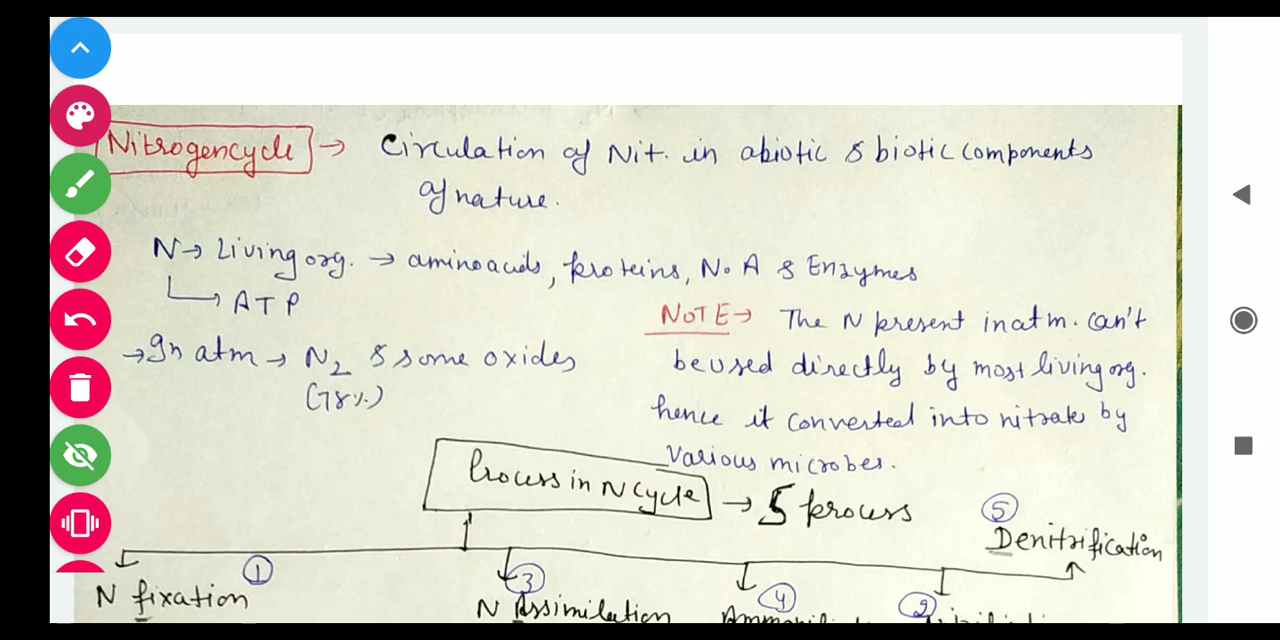 Nitrogencycle → Circulation of Nit. in abiotic & biotic components
of nature.
N → Living org. → aminoacids, proteins, N.A & Enzymes
ATP
→ In atm → N2 & some oxides
(78%)
NOTE → The N present in atm. can't
be used directly by most living org.
hence it converted into nitrates by
various microbes.
Process in N Cycle → 5 process
5 Denitrification
1 N fixation
3 N Assimilation
4
2